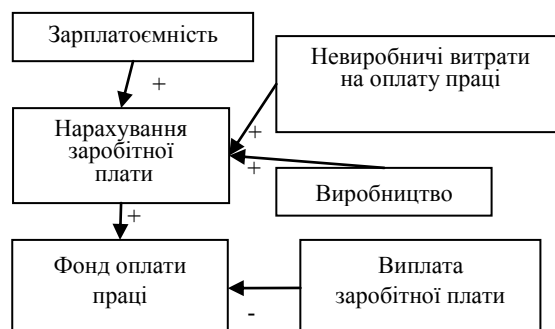 Зарплатоємність
Невиробничі витрати
на оплату праці
+
Нарахування
заробітної
плати
+
+
Виробництво
+
Фонд оплати
праці
Виплата
заробітної плати
-